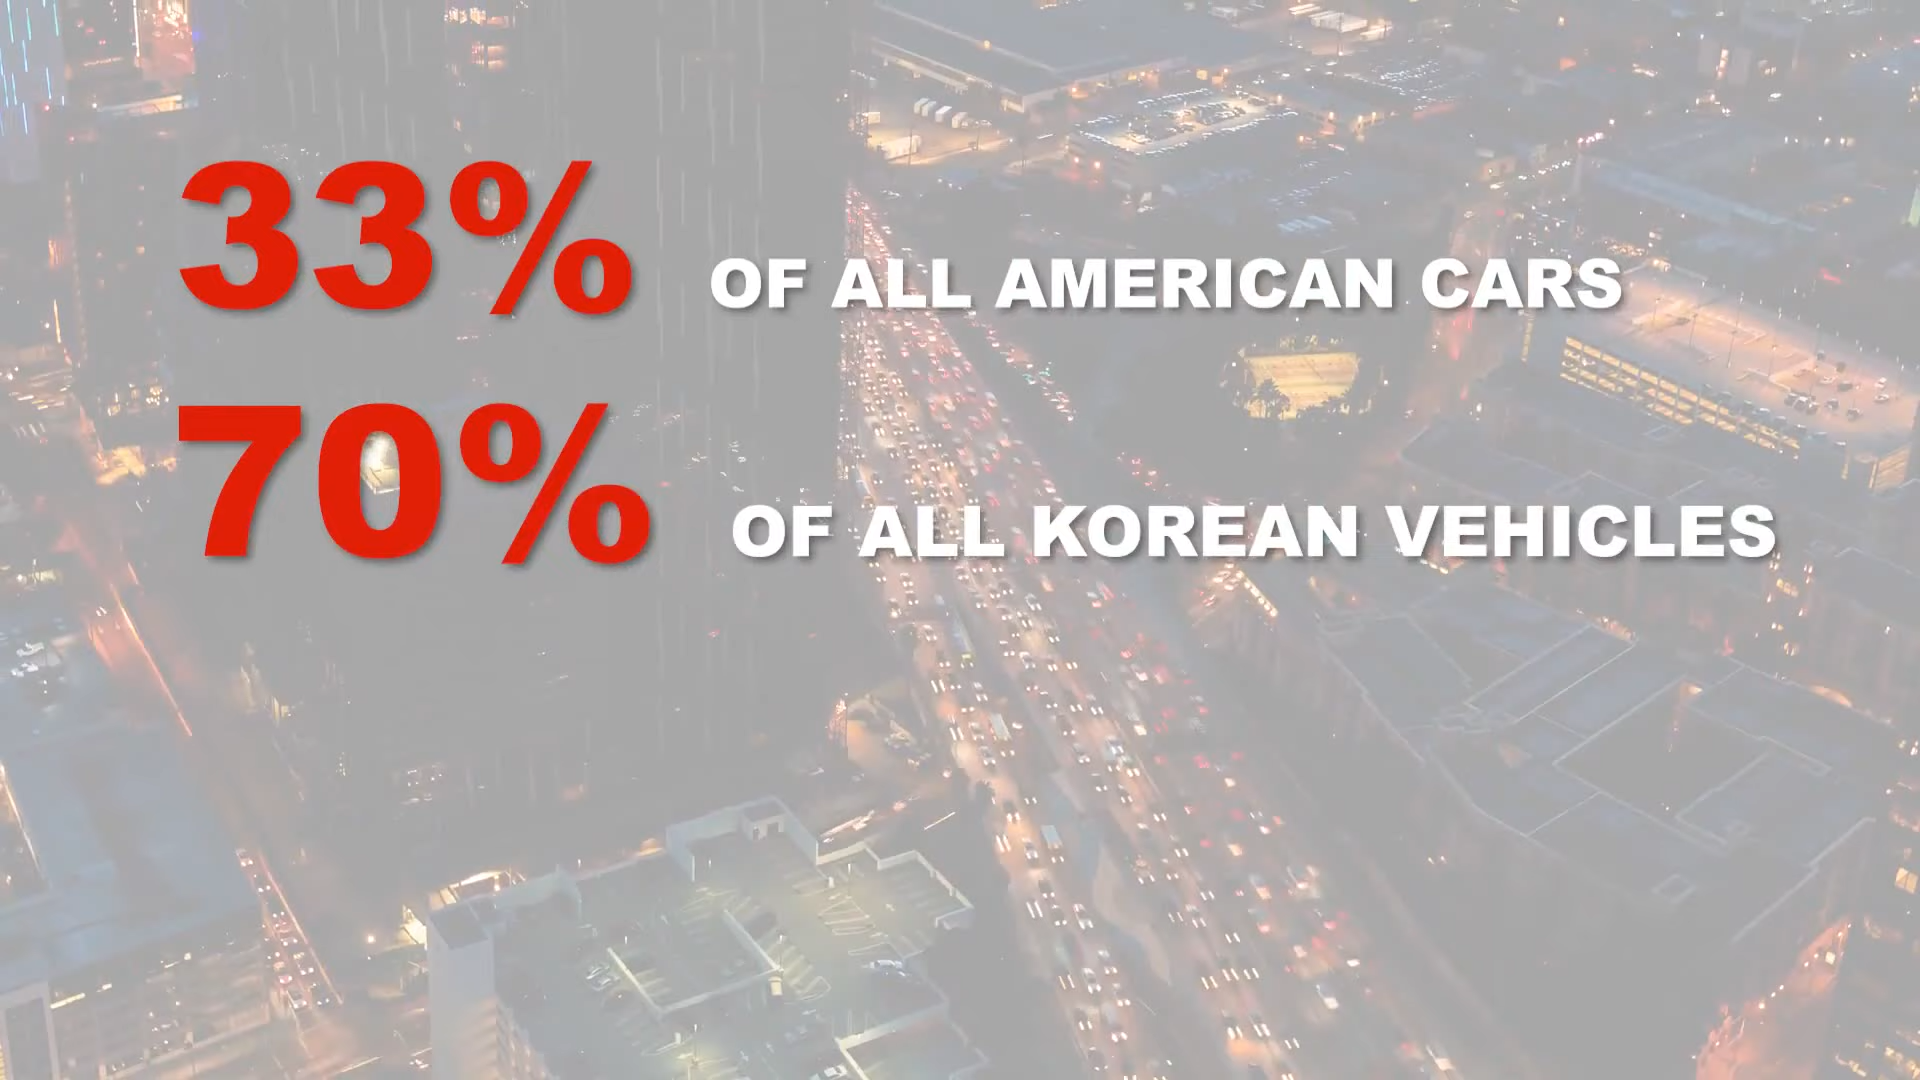 33% OF ALL AMERICAN CARS
70% OF ALL KOREAN VEHICLES